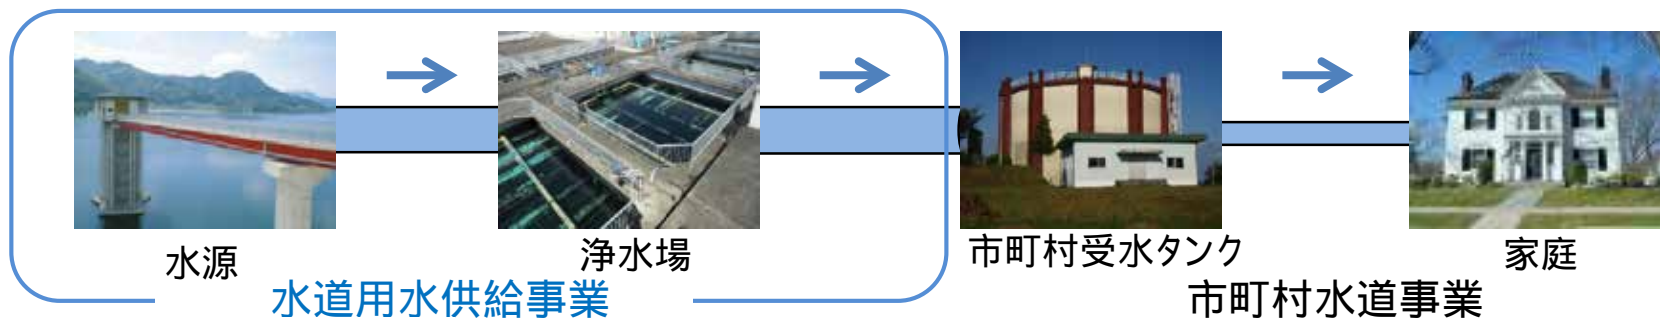 水源
浄水場
市町村受水タンク
家庭
水道用水供給事業
市町村水道事業